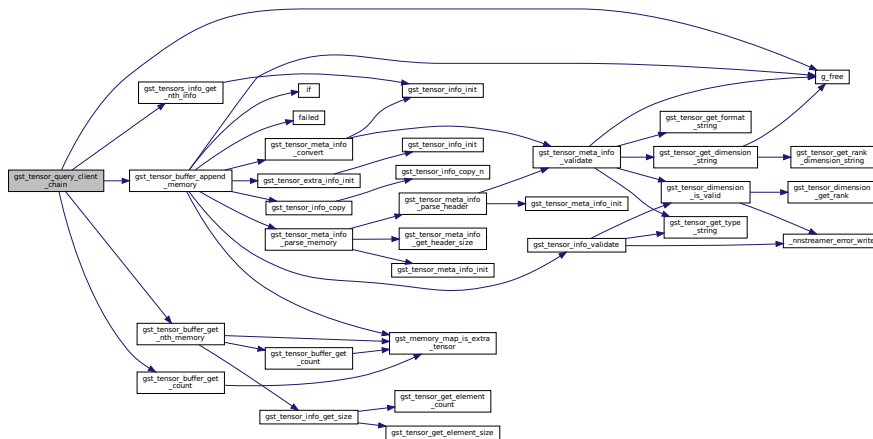 gst_tensor_query_client
_chain
gst_tensors_info_get
_nth_info
gst_tensor_buffer_append
_memory
gst_tensor_buffer_get
_nth_memory
gst_tensor_buffer_get
_count
if
failed
gst_tensor_meta_info
_convert
gst_tensor_extra_info_init
gst_tensor_info_copy
gst_tensor_meta_info
_parse_memory
gst_tensor_buffer_get
_count
gst_tensor_info_get_size
gst_tensor_info_init
gst_tensor_info_init
gst_tensor_info_copy_n
gst_tensor_meta_info
_parse_header
gst_tensor_meta_info
_get_header_size
gst_tensor_meta_info_init
gst_memory_map_is_extra
_tensor
gst_tensor_get_element
_count
gst_tensor_get_element_size
gst_tensor_meta_info
_validate
gst_tensor_meta_info_init
gst_tensor_info_validate
gst_tensor_get_format
_string
gst_tensor_get_dimension
_string
gst_tensor_dimension
_is_valid
gst_tensor_get_type
_string
g_free
gst_tensor_get_rank
_dimension_string
gst_tensor_dimension
_get_rank
_nnstreamer_error_write